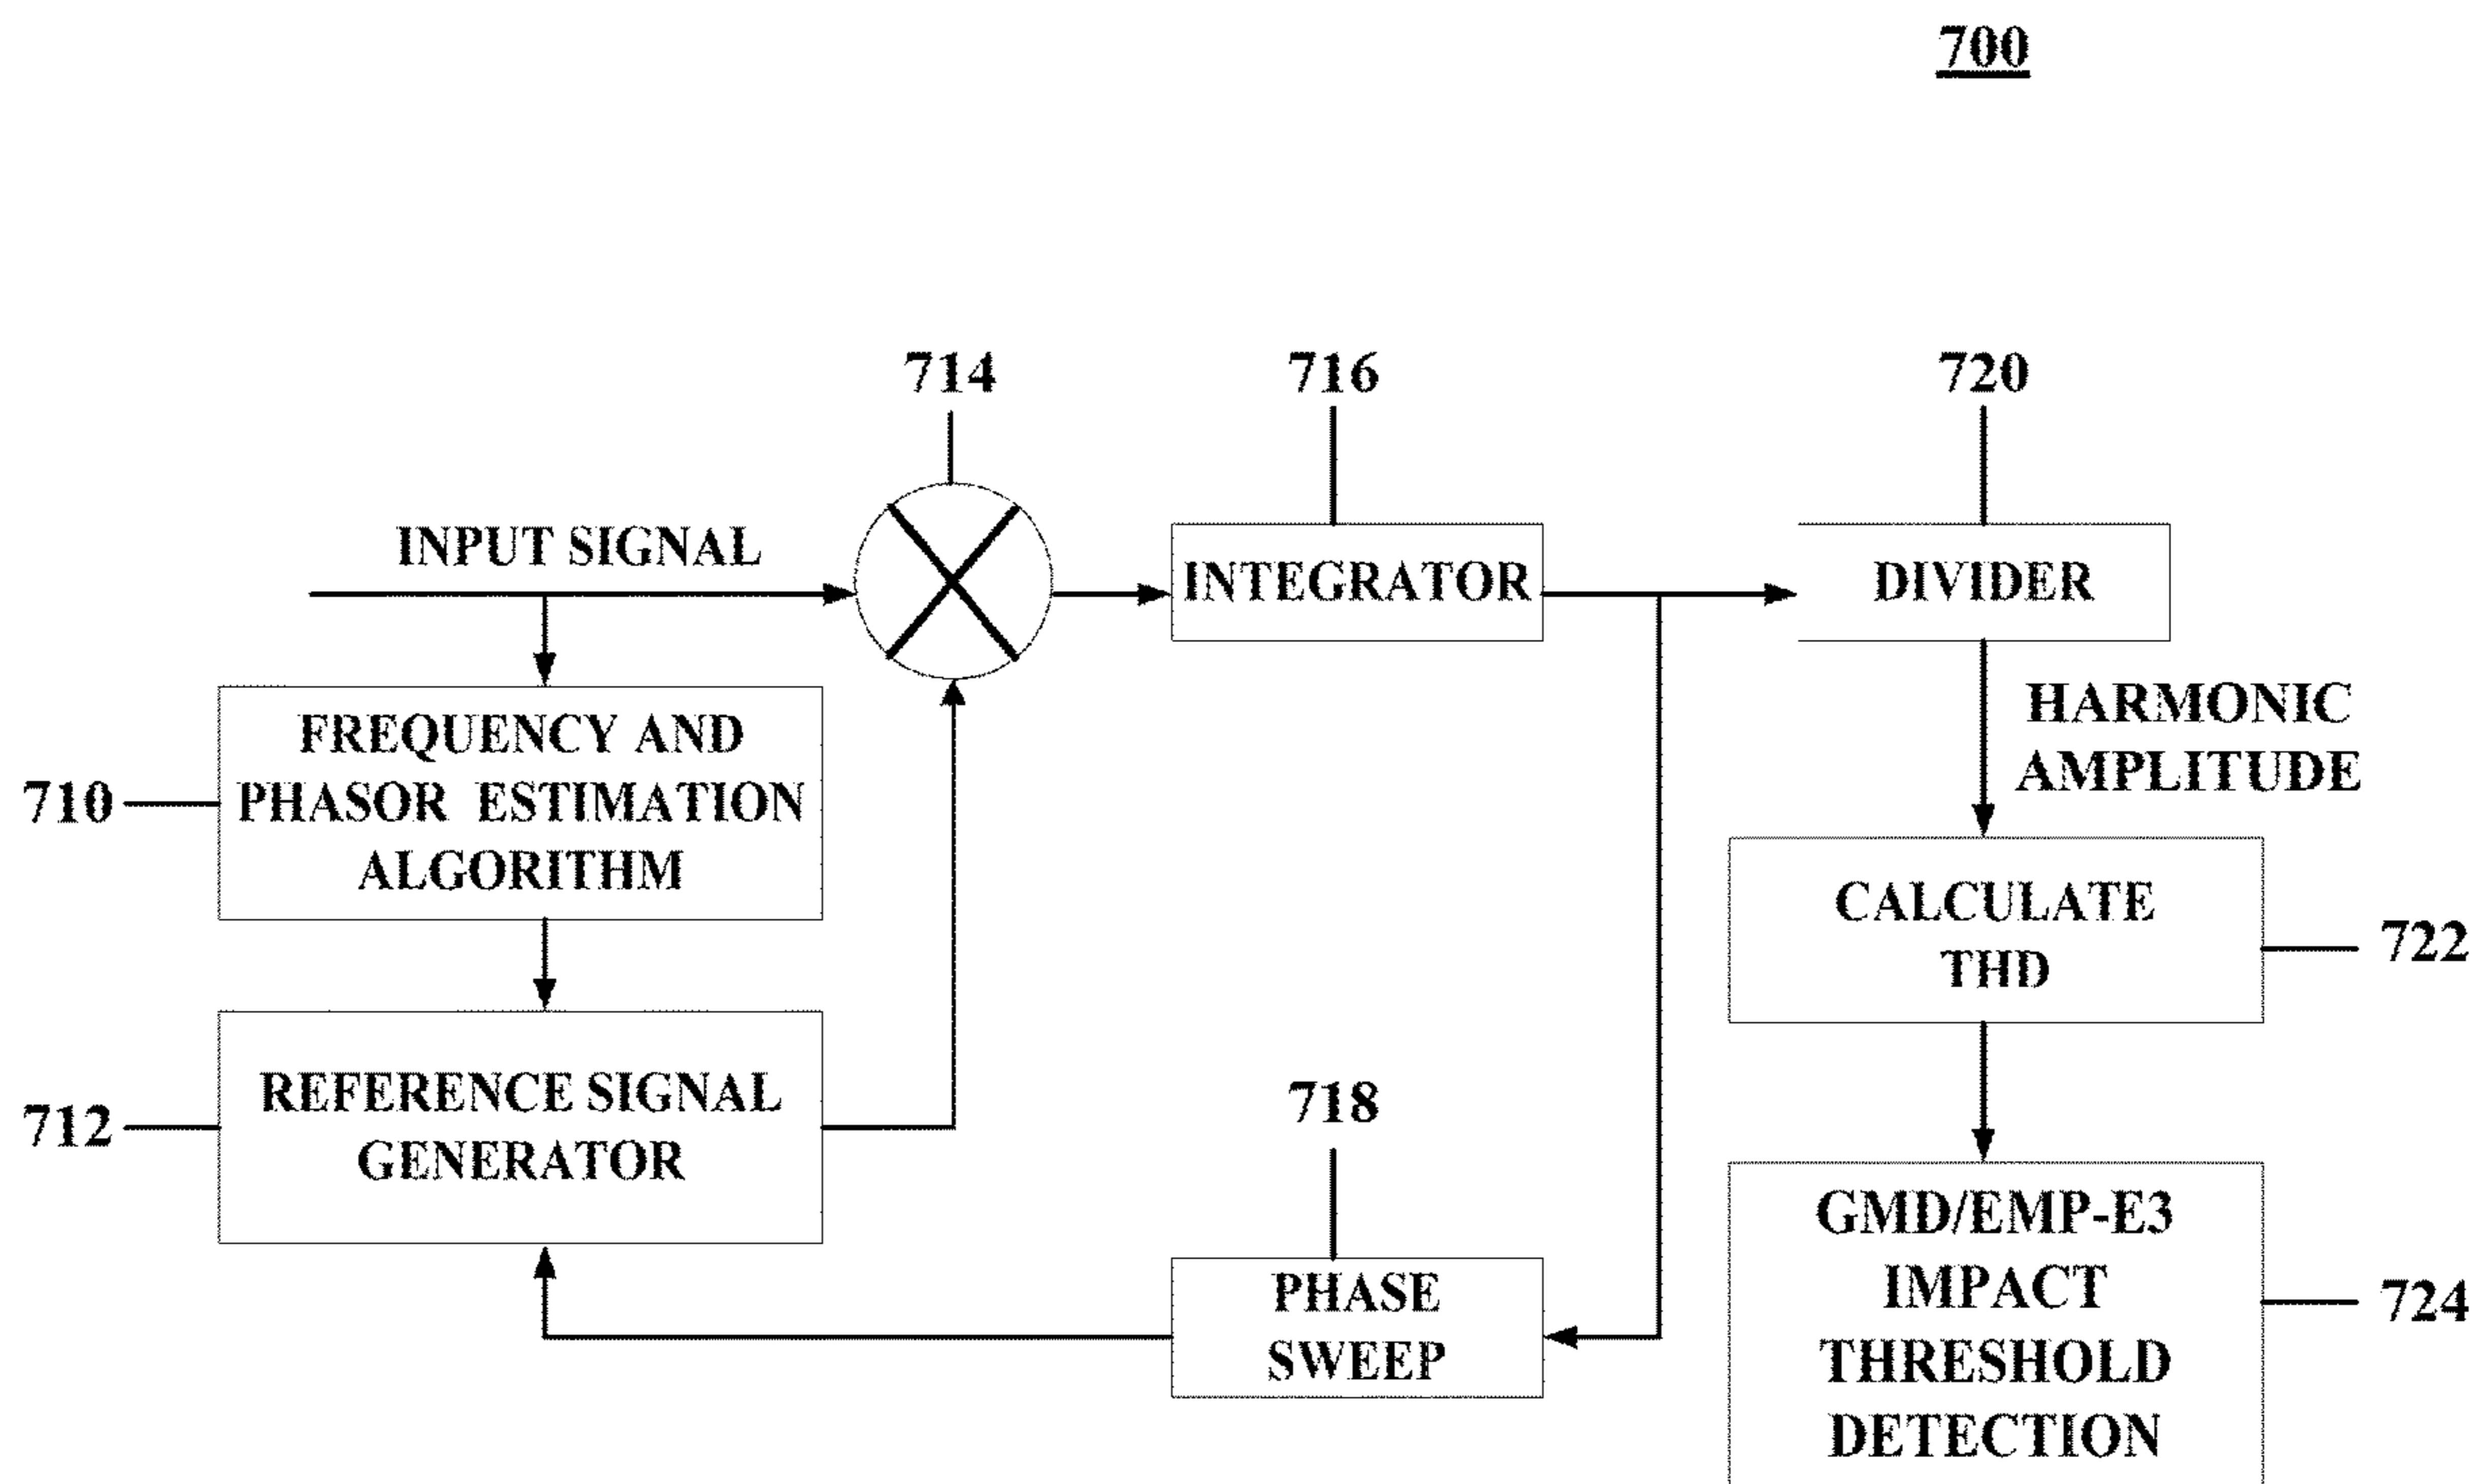 700
714
716
720
INPUT SIGNAL
INTEGRATOR
DIVIDER
HARMONIC
AMPLITUDE
710
FREQUENCY AND
PHASOR ESTIMATION
ALGORITHM
CALCULATE
THD
722
712
REFERENCE SIGNAL
GENERATOR
718
PHASE
SWEEP
GMD/EMP-E3
IMPACT
THRESHOLD
DETECTION
724